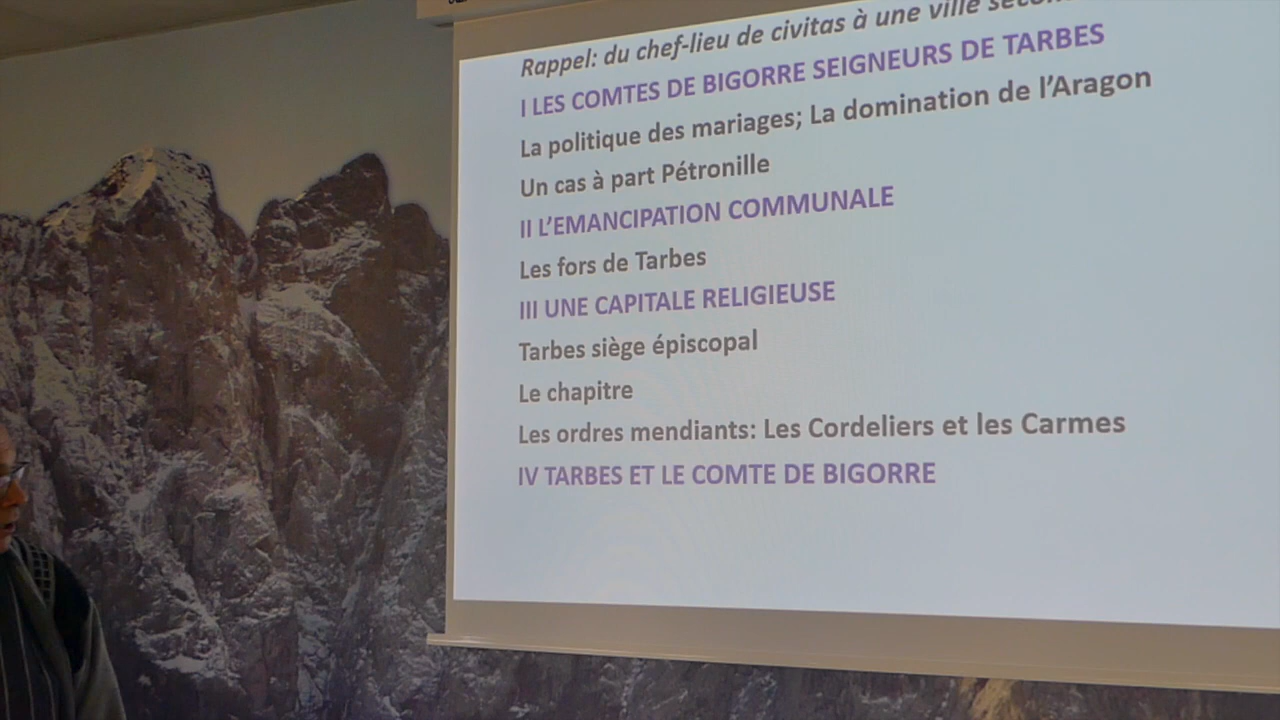 Rappel: du chef-lieu de civitas à une ville
I LES COMTES DE BIGORRE SEIGNEURS DE TARBES
La politique des mariages; La domination de l’Aragon
Un cas à part Pétronille
II L’EMANCIPATION COMMUNALE
Les fors de Tarbes
III UNE CAPITALE RELIGIEUSE
Tarbes siège épiscopal
Le chapitre
Les ordres mendiants: Les Cordeliers et les Carmes
IV TARBES ET LE COMTE DE BIGORRE